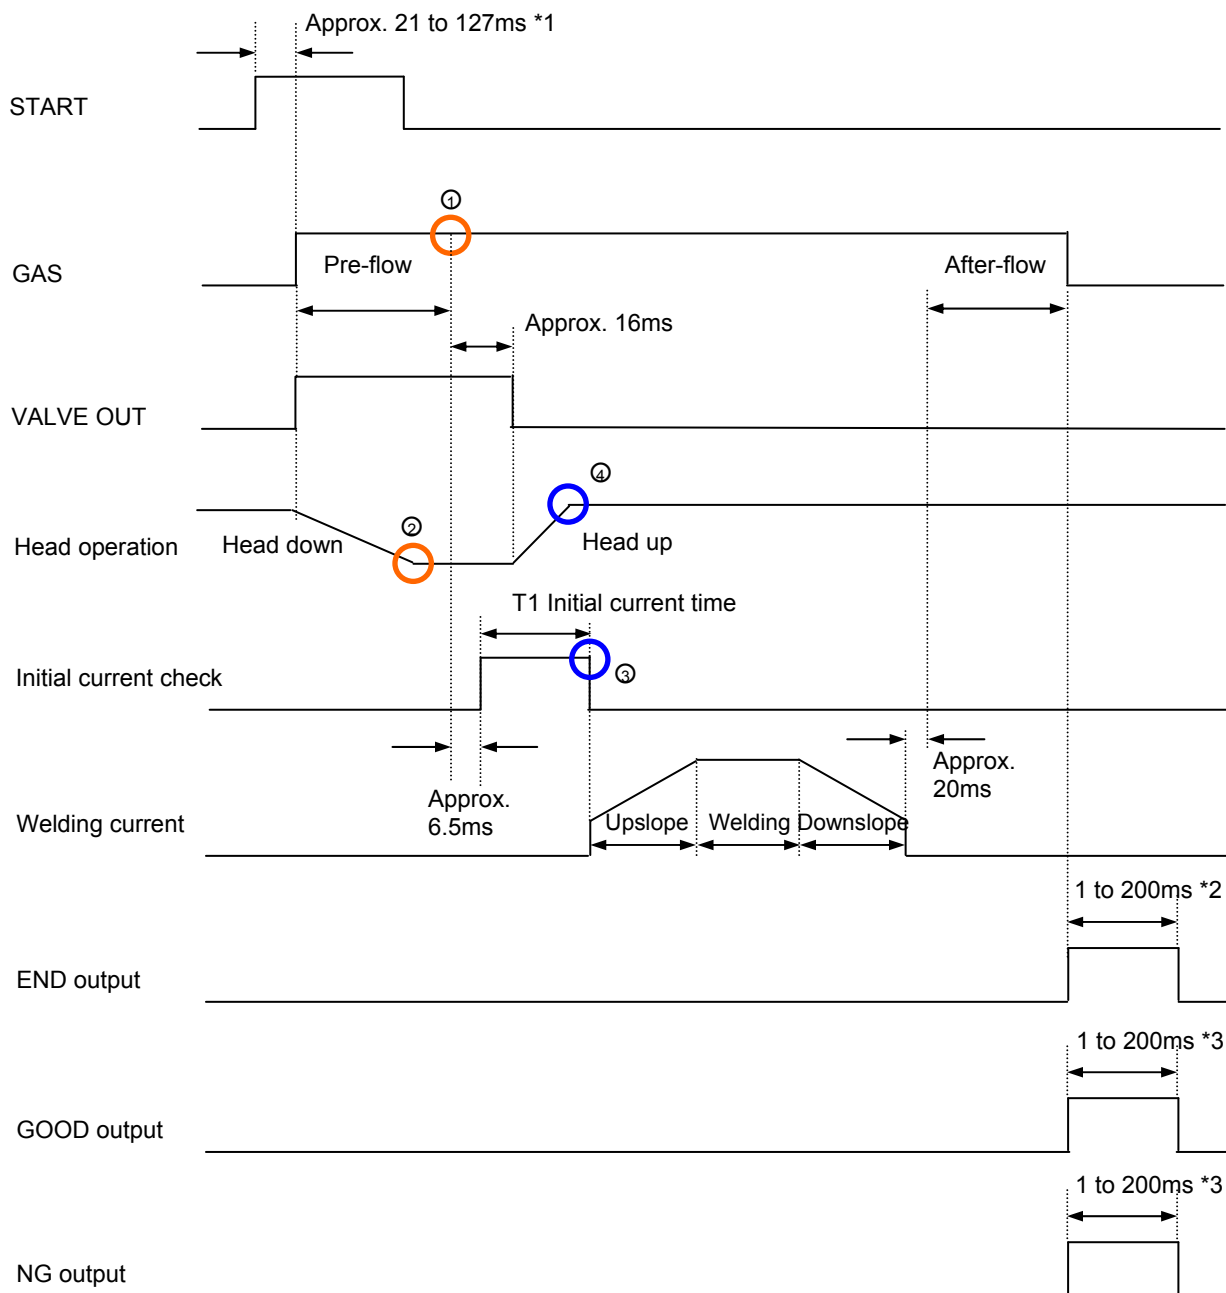 Approx. 21 to 127ms *1
START
①
GAS
Pre-flow
After-flow
Approx. 16ms
VALVE OUT
④
②
Head operation
Head down
Head up
T1 Initial current time
Initial current check
③
Approx.
6.5ms
Approx.
20ms
Welding current
Upslope
Welding
Downslope
1 to 200ms *2
END output
1 to 200ms *3
GOOD output
1 to 200ms *3
NG output